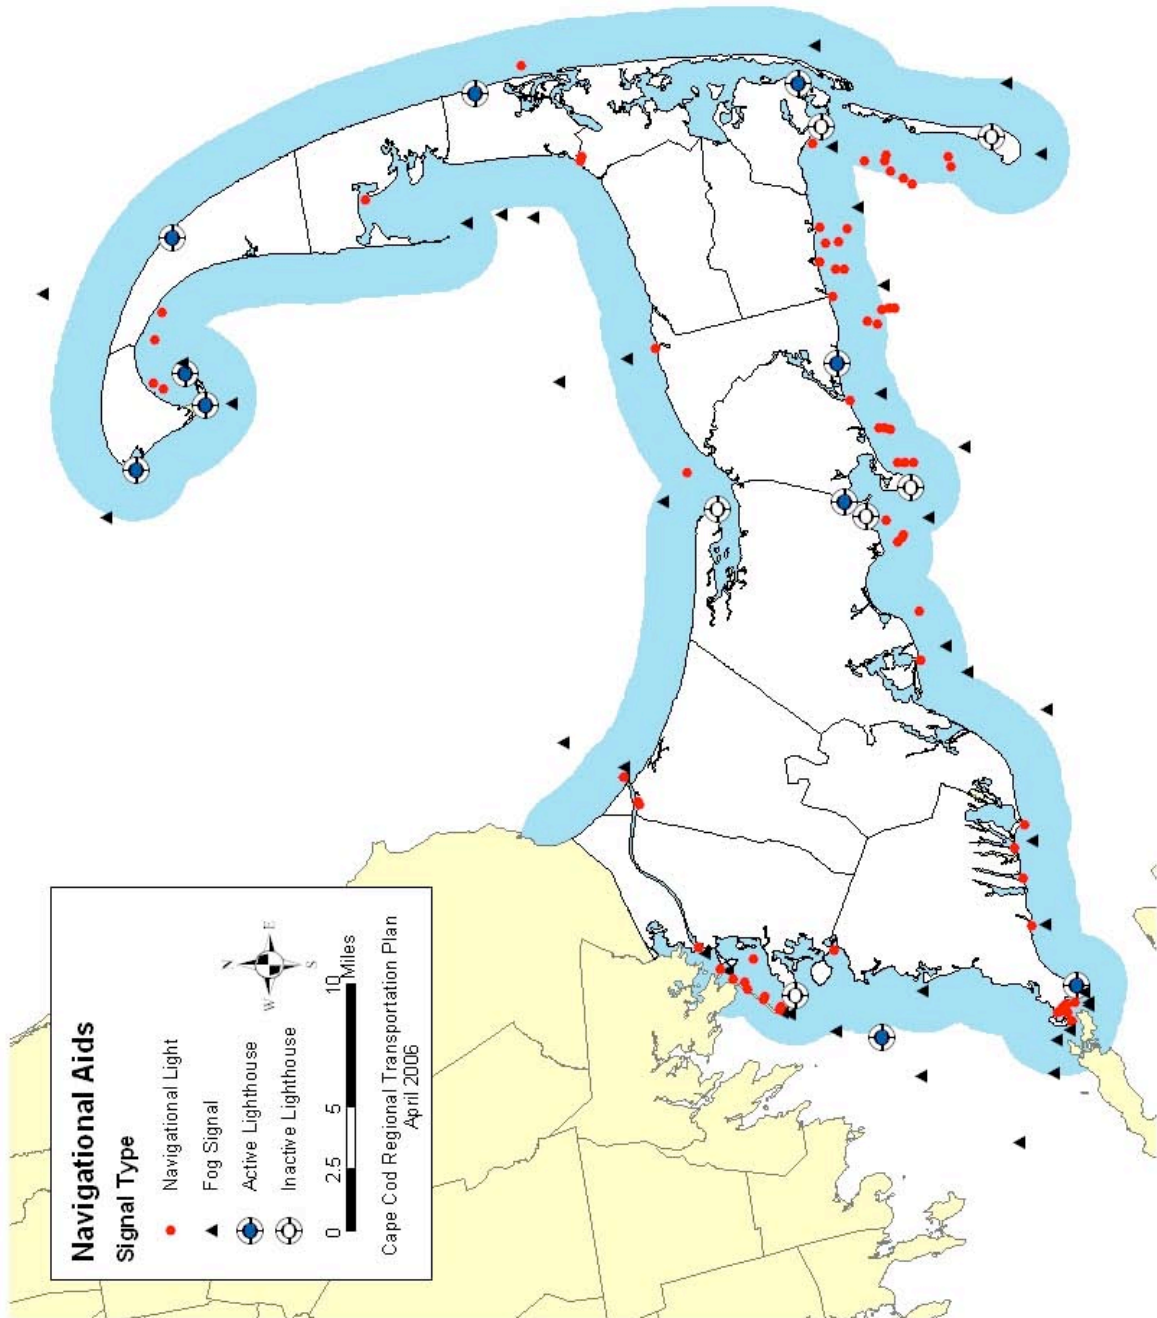 Navigational Aids
Signal Type
Navigational Light
Fog Signal
Active Lighthouse
Inactive Lighthouse
N
W E
S
0 2.5 5 10
Miles
Cape Cod Regional Transportation Plan
April 2006